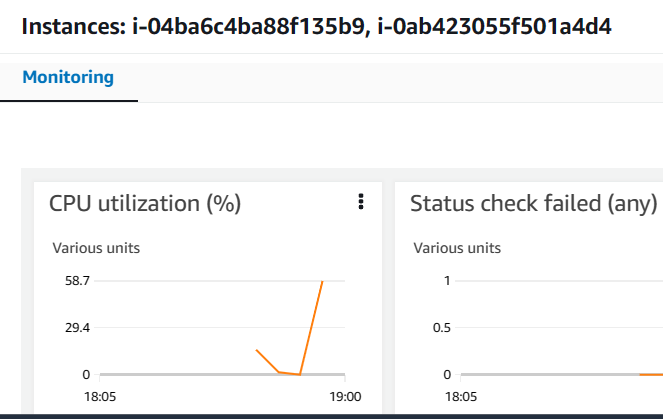 Instances: i-04ba6c4ba88f135b9, i-0ab423055f501a4d4
Monitoring
CPU utilization (%)
Various units
58.7
29.4
0
18:05
19:00
Status check failed (any)
Various units
1
0.5
0
18:05